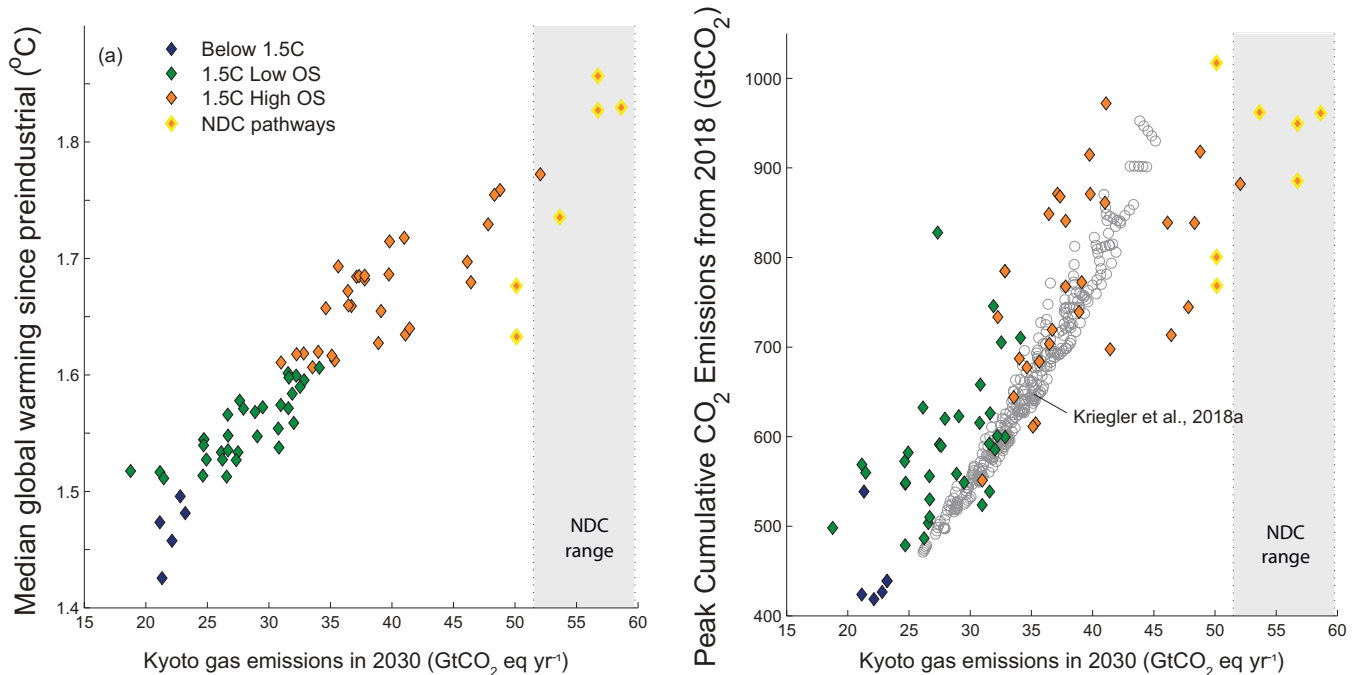 Median global warming since preindustrial (°C)
1.9
1.8
1.7
1.6
1.5
1.4
(a)
Below 1.5C
1.5C Low OS
1.5C High OS
NDC pathways
NDC
range
15 20 25 30 35 40 45 50 55 60
Kyoto gas emissions in 2030 (GtCO₂ eq yr⁻¹)
Peak Cumulative CO₂ Emissions from 2018 (GtCO₂)
1000
900
800
700
600
500
400
Kriegler et al., 2018a
NDC
range
15 20 25 30 35 40 45 50 55 60
Kyoto gas emissions in 2030 (GtCO₂ eq yr⁻¹)